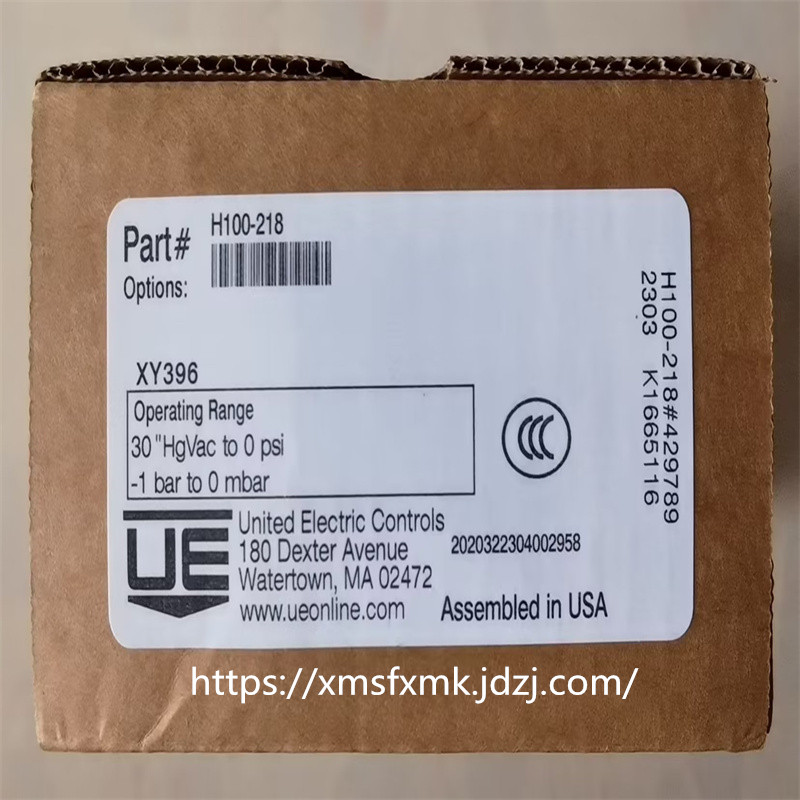 Part# H100-218
Options:
XY396
Operating Range
30 "HgVac to 0 psi
-1 bar to 0 mbar
CCC
UE
United Electric Controls
180 Dexter Avenue
Watertown, MA 02472
www.ueonline.com
2020322304002958
Assembled in USA
H100-218#429789
2303 K1665116
https://xmsfxmk.jdzj.com/